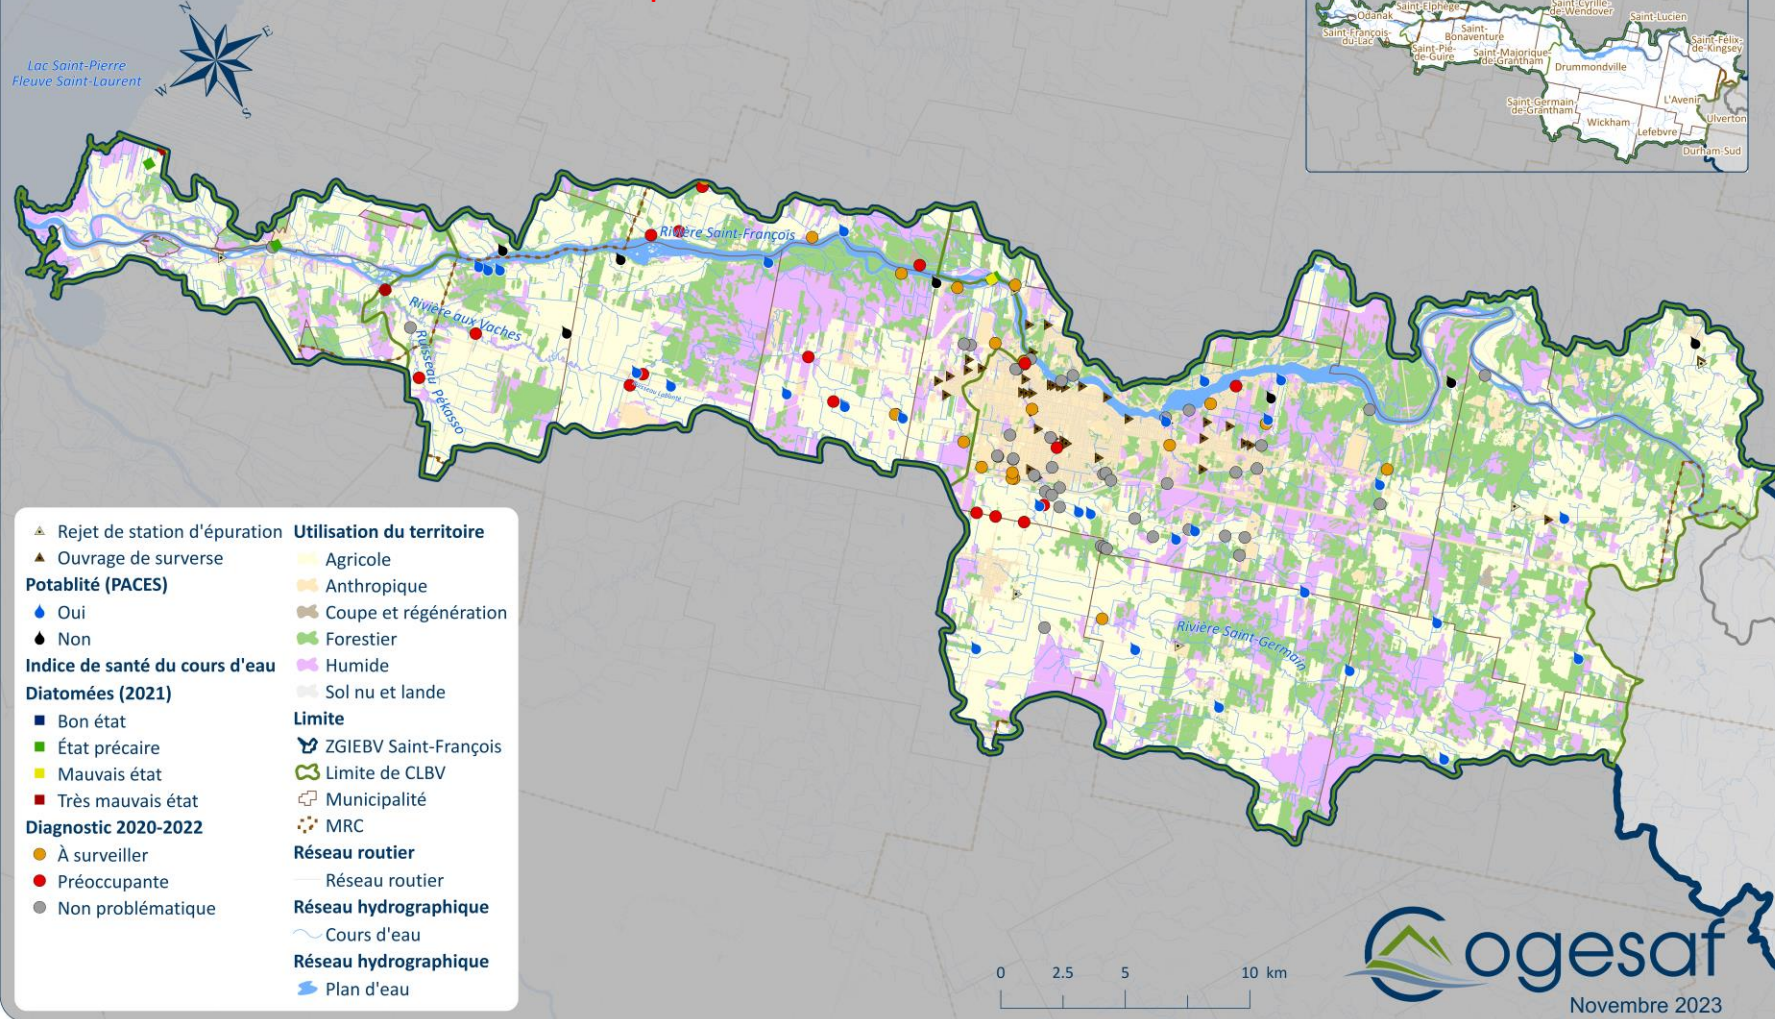 N
E
W
S
Lac Saint-Pierre
Fleuve Saint-Laurent
Odanak
Saint-Elphège
Saint-Cyrille-
de-Wendover
Saint-Lucien
Saint-François-
du-Lac
Saint-
Bonaventure
Saint-Félix-
de-Kingsey
Saint-Pie-
de-Guire
Saint-Majorique-
de-Grantham
Drummondville
Saint-Germain-
de-Grantham
L'Avenir
Wickham
Ulverton
Lefebvre
Durham-Sud
Rivière Saint-François
Rivière aux Vaches
Ruisseau Pékasso
Rivière Saint-Germain
Rejet de station d'épuration
Ouvrage de surverse
Potablité (PACES)
Oui
Non
Indice de santé du cours d'eau
Diatomées (2021)
Bon état
État précaire
Mauvais état
Très mauvais état
Diagnostic 2020-2022
À surveiller
Préoccupante
Non problématique
Utilisation du territoire
Agricole
Anthropique
Coupe et régénération
Forestier
Humide
Sol nu et lande
Limite
ZGIEBV Saint-François
Limite de CLBV
Municipalité
MRC
Réseau routier
Réseau routier
Réseau hydrographique
Cours d'eau
Réseau hydrographique
Plan d'eau
0 2.5 5 10 km
Cogesaf
Novembre 2023